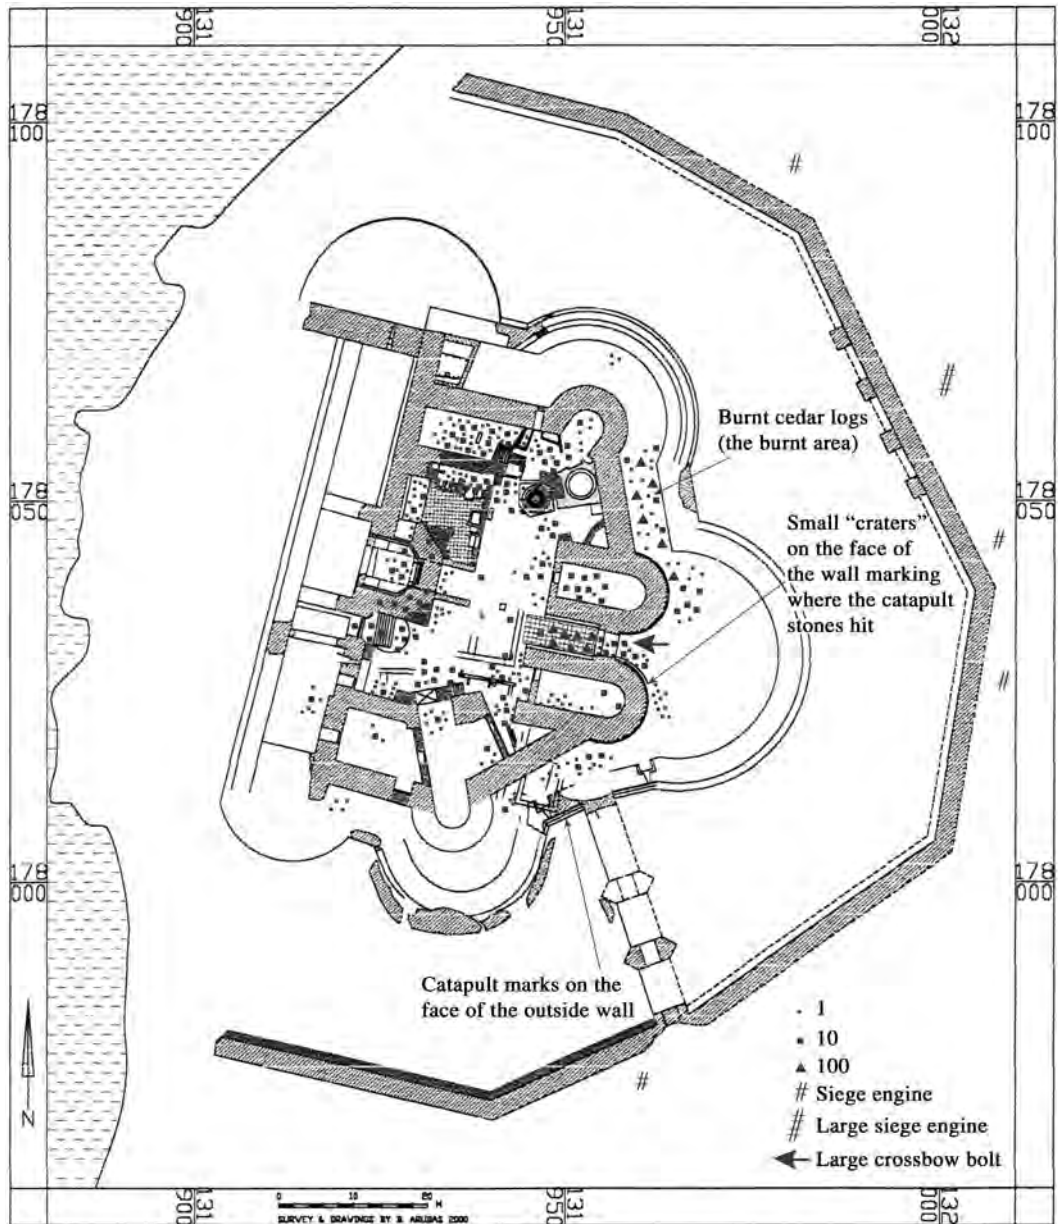 131
900
131
950
132
000
178
100
178
100
Burnt cedar logs
(the burnt area)
178
050
178
050
Small “craters”
on the face of
the wall marking
where the catapult
stones hit
178
000
178
000
Catapult marks on the
face of the outside wall
1
10
100
Siege engine
Large siege engine
Large crossbow bolt
N
0 10 20
M
SURVEY & DRAWINGS BY B. ARUBAS 2000
131
900
131
950
132
000